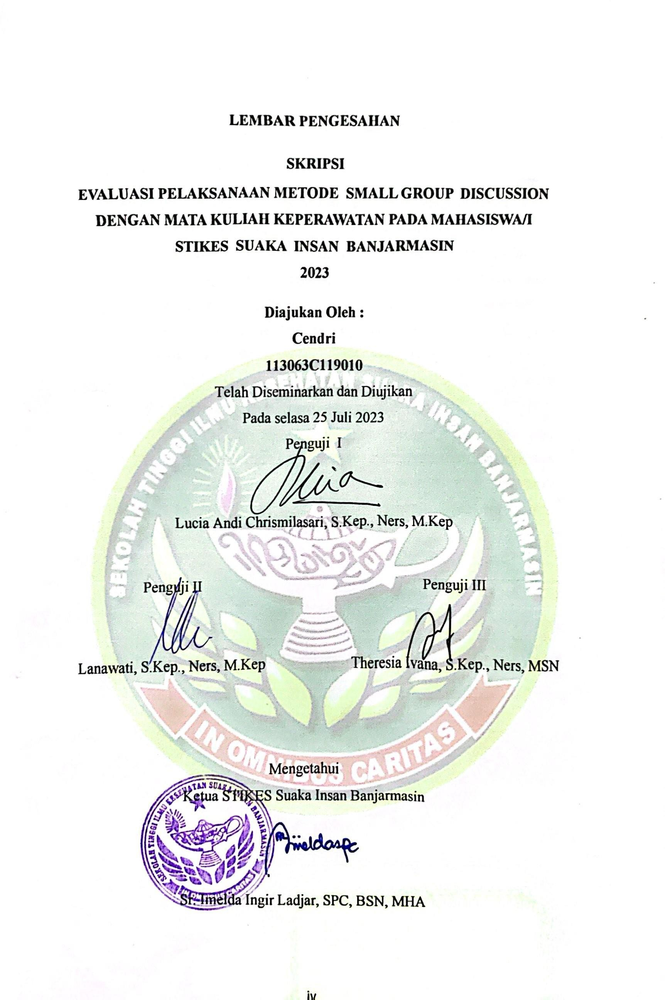 LEMBAR PENGESAHAN
SKRIPSI
EVALUASI PELAKSANAAN METODE SMALL GROUP DISCUSSION
DENGAN MATA KULIAH KEPERAWATAN PADA MAHASISWA/I
STIKES SUAKA INSAN BANJARMASIN
2023
Diajukan Oleh :
Cendri
113063C119010
Telah Diseminarkan dan Diujikan
Pada selasa 25 Juli 2023
SEKOLAH TINGGI ILMU KESEHATAN SUAKA INSAN BANJARMASIN
Penguji I
Lucia Andi Chrismilasari, S.Kep., Ners, M.Kep
Penguji II
Penguji III
Lanawati, S.Kep., Ners, M.Kep
Theresia Ivana, S.Kep., Ners, MSN
IN OMNIBUS CARITAS
Mengetahui
Ketua STIKES Suaka Insan Banjarmasin
SEKOLAH TINGGI ILMU KESEHATAN SUAKA INSAN BANJARMASIN
imeldaspc
IN OMNIBUS CARITAS
Sr. Imelda Ingir Ladjar, SPC, BSN, MHA
iv